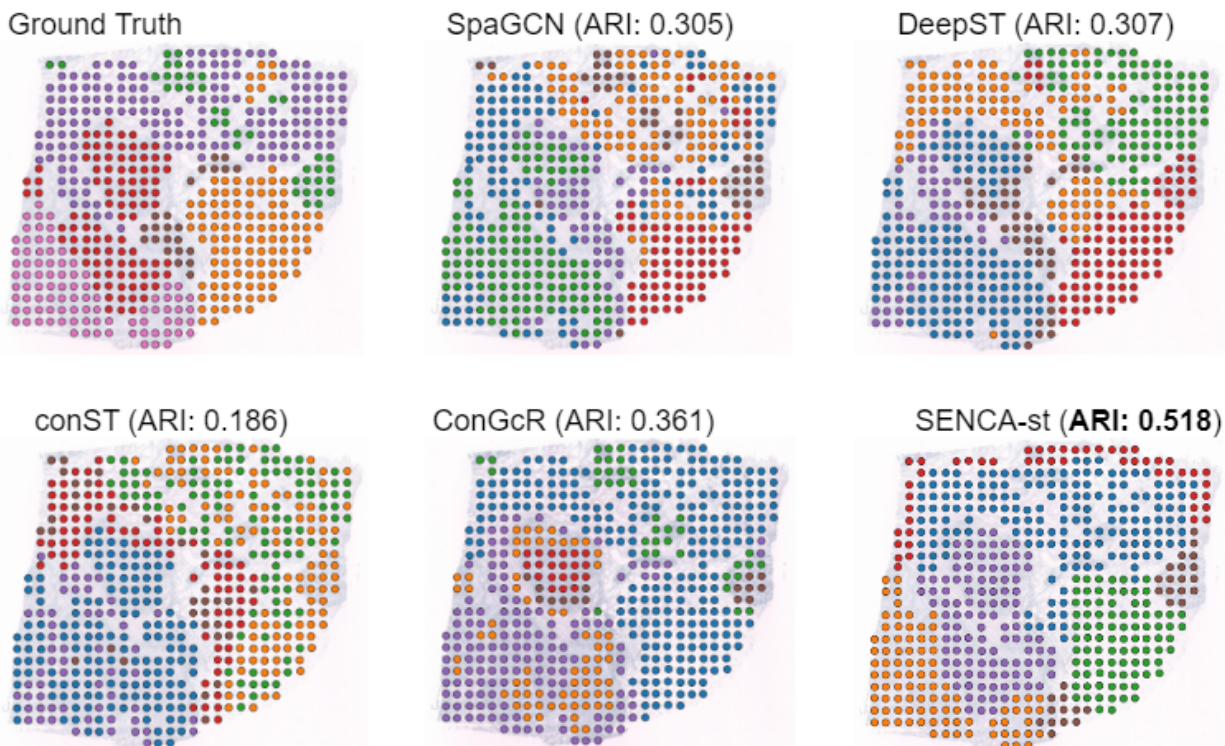 Ground Truth
SpaGCN (ARI: 0.305)
DeepST (ARI: 0.307)
conST (ARI: 0.186)
ConGcR (ARI: 0.361)
SENCA-st (ARI: 0.518)